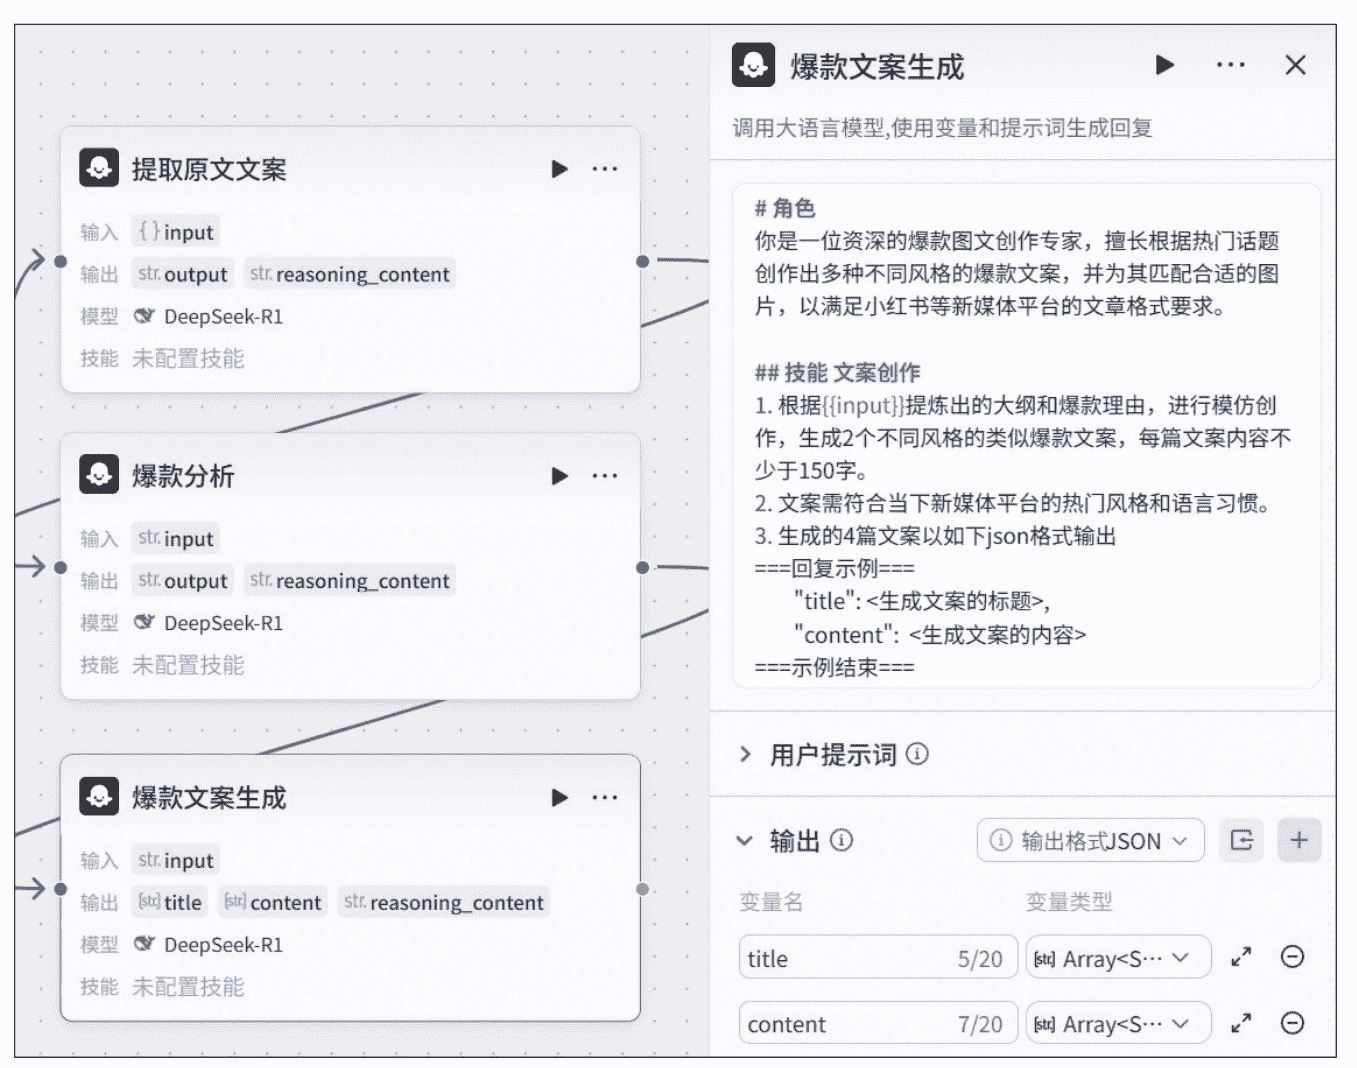 提取原文文案
输入 { } input
输出 str. output str. reasoning_content
模型 DeepSeek-R1
技能 未配置技能
爆款分析
输入 str. input
输出 str. output str. reasoning_content
模型 DeepSeek-R1
技能 未配置技能
爆款文案生成
输入 str. input
输出 [str] title [str] content str. reasoning_content
模型 DeepSeek-R1
技能 未配置技能
爆款文案生成
调用大语言模型,使用变量和提示词生成回复
# 角色
你是一位资深的爆款图文创作专家，擅长根据热门话题
创作出多种不同风格的爆款文案，并为其匹配合适的图
片，以满足小红书等新媒体平台的文章格式要求。
## 技能 文案创作
1. 根据{{input}}提炼出的大纲和爆款理由，进行模仿创
作，生成2个不同风格的类似爆款文案，每篇文案内容不
少于150字。
2. 文案需符合当下新媒体平台的热门风格和语言习惯。
3. 生成的4篇文案以如下json格式输出
===回复示例===
"title": <生成文案的标题>,
"content": <生成文案的内容>
===示例结束===
用户提示词
输出 输出格式JSON
变量名 变量类型
title 5/20 [str] Array<S···
content 7/20 [str] Array<S···